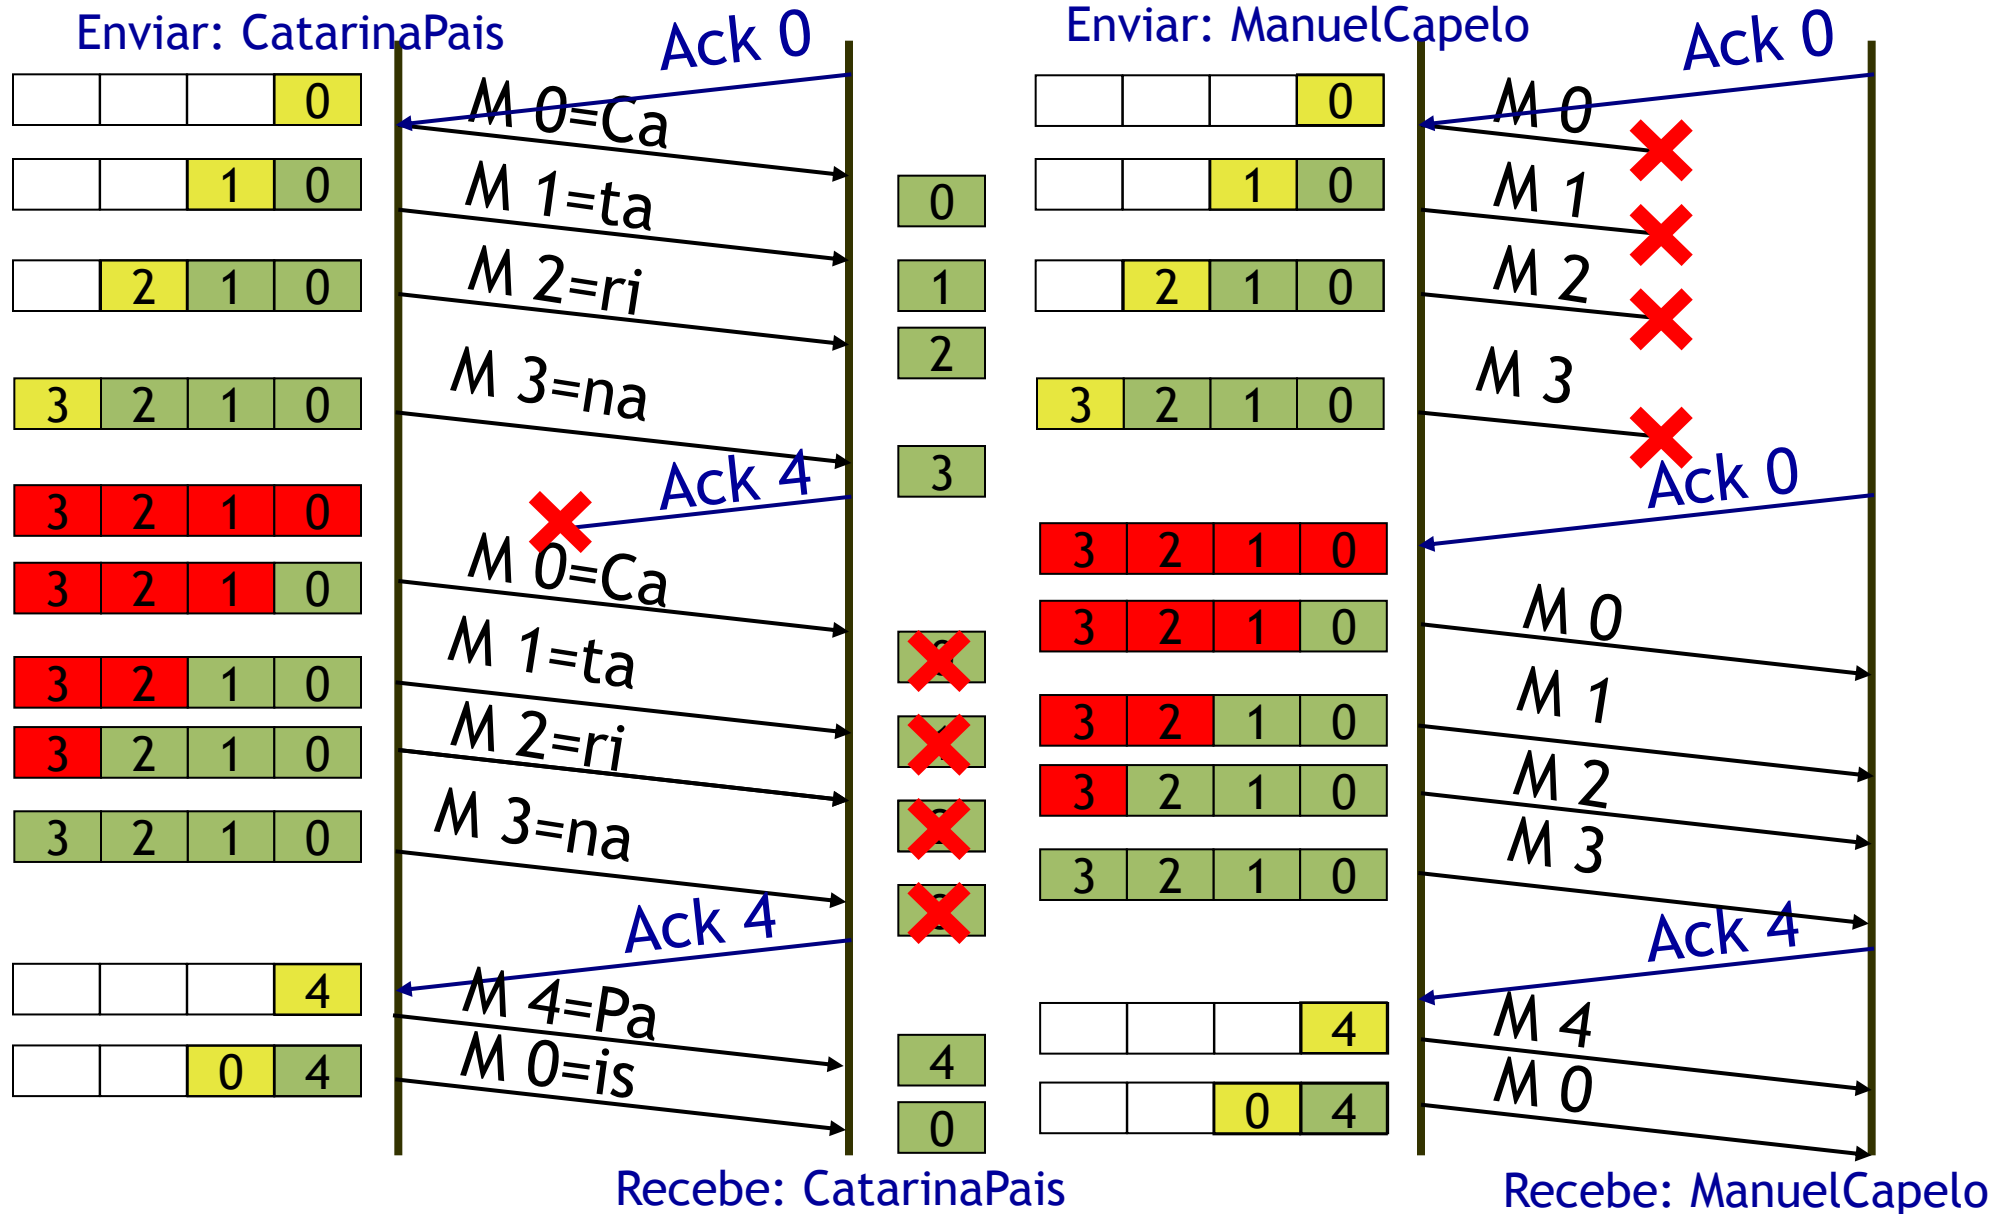 Enviar: CatarinaPais
Ack 0
0
M 0=Ca
1 0
M 1=ta
0
2 1 0
M 2=ri
1
2
3 2 1 0
M 3=na
3
Ack 4
3 2 1 0
3 2 1 0
M 0=Ca
3 2 1 0
M 1=ta
3 2 1 0
M 2=ri
3 2 1 0
M 3=na
Ack 4
4
M 4=Pa
4
0 4
M 0=is
0
Recebe: CatarinaPais
Enviar: ManuelCapelo
Ack 0
0
M 0
1 0
M 1
2 1 0
M 2
3 2 1 0
M 3
Ack 0
3 2 1 0
3 2 1 0
M 0
3 2 1 0
M 1
3 2 1 0
M 2
3 2 1 0
M 3
Ack 4
4
M 4
0 4
M 0
Recebe: ManuelCapelo